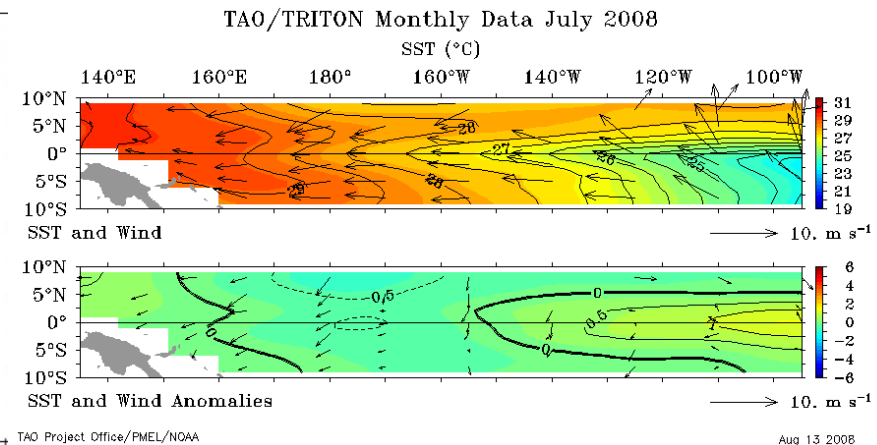 TAO/TRITON Monthly Data July 2008
SST (°C)
140°E 160°E 180° 160°W 140°W 120°W 100°W
10°N
5°N
0°
5°S
10°S
28
27
26
25
29
28
31
29
27
25
23
21
19
SST and Wind
10. m s⁻¹
10°N
5°N
0°
5°S
10°S
0
0.5
0
0.5
1
0
6
4
2
0
−2
−4
−6
SST and Wind Anomalies
10. m s⁻¹
TAO Project Office/PMEL/NOAA
Aug 13 2008